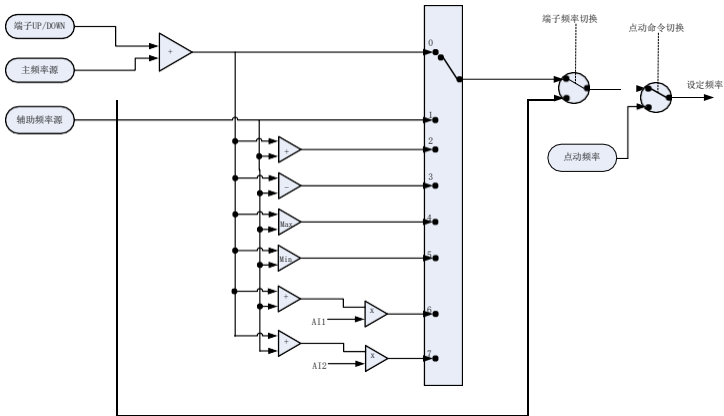 端子UP/DOWN
+
主频率源
辅助频率源
0
1
2
3
4
5
6
7
+
-
Max
Min
+
x
AI1
+
x
AI2
端子频率切换
点动命令切换
设定频率
点动频率